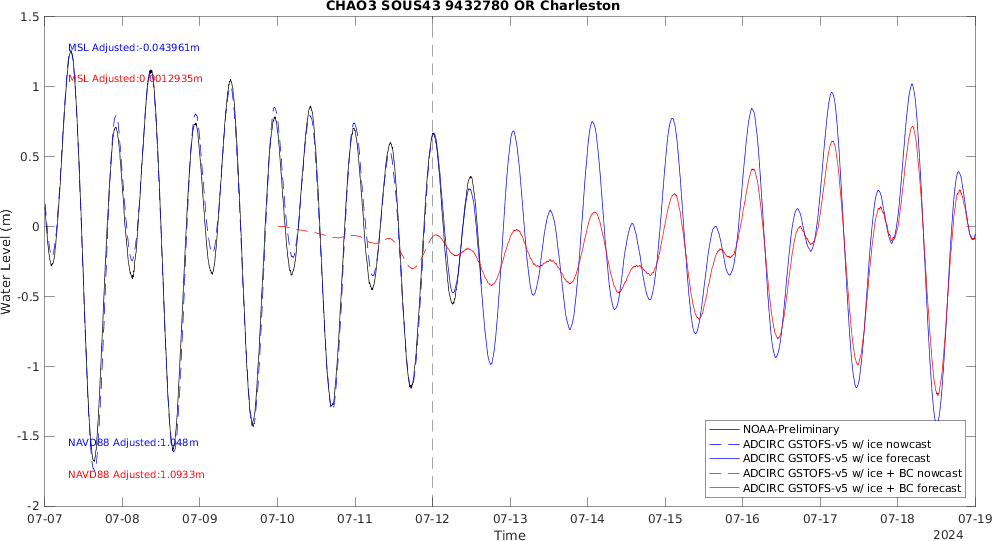 CHAO3 SOUS43 9432780 OR Charleston
1.5
1
0.5
0
-0.5
-1
-1.5
-2
Water Level (m)
MSL Adjusted:-0.043961m
MSL Adjusted:0.0012935m
NAVD88 Adjusted:1.048m
NAVD88 Adjusted:1.0933m
NOAA-Preliminary
ADCIRC GSTOFS-v5 w/ ice nowcast
ADCIRC GSTOFS-v5 w/ ice forecast
ADCIRC GSTOFS-v5 w/ ice + BC nowcast
ADCIRC GSTOFS-v5 w/ ice + BC forecast
07-07 07-08 07-09 07-10 07-11 07-12 07-13 07-14 07-15 07-16 07-17 07-18 07-19
Time
2024